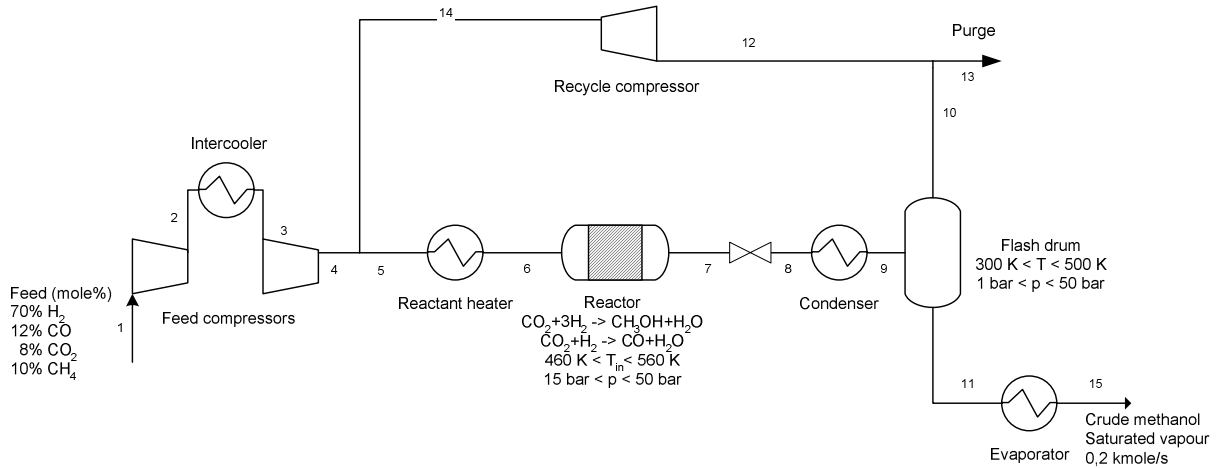 14
Purge
12
13
Recycle compressor
10
Intercooler
2
3
4
5
6
7
8
9
Feed (mole%)
70% H₂
12% CO
8% CO₂
10% CH₄
1
Feed compressors
Reactant heater
Reactor
CO₂+3H₂ -> CH₃OH+H₂O
CO₂+H₂ -> CO+H₂O
460 K < Tᵢₙ< 560 K
15 bar < p < 50 bar
Condenser
Flash drum
300 K < T < 500 K
1 bar < p < 50 bar
11
15
Evaporator
Crude methanol
Saturated vapour
0,2 kmole/s